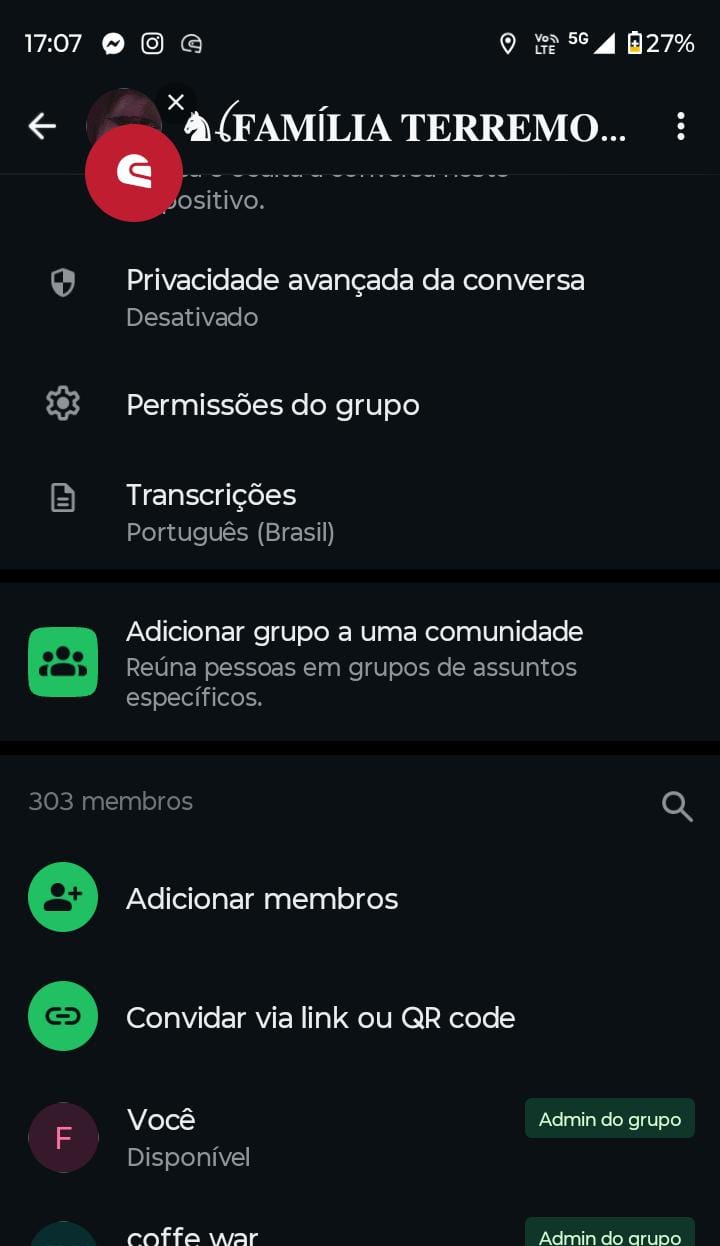 17:07
Vo LTE 5G 27%
FAMÍLIA TERREMO...
positivo.
Privacidade avançada da conversa
Desativado
Permissões do grupo
Transcrições
Português (Brasil)
Adicionar grupo a uma comunidade
Reúna pessoas em grupos de assuntos
específicos.
303 membros
Adicionar membros
Convidar via link ou QR code
F
Você
Admin do grupo
Disponível
coffe war
Admin do grupo